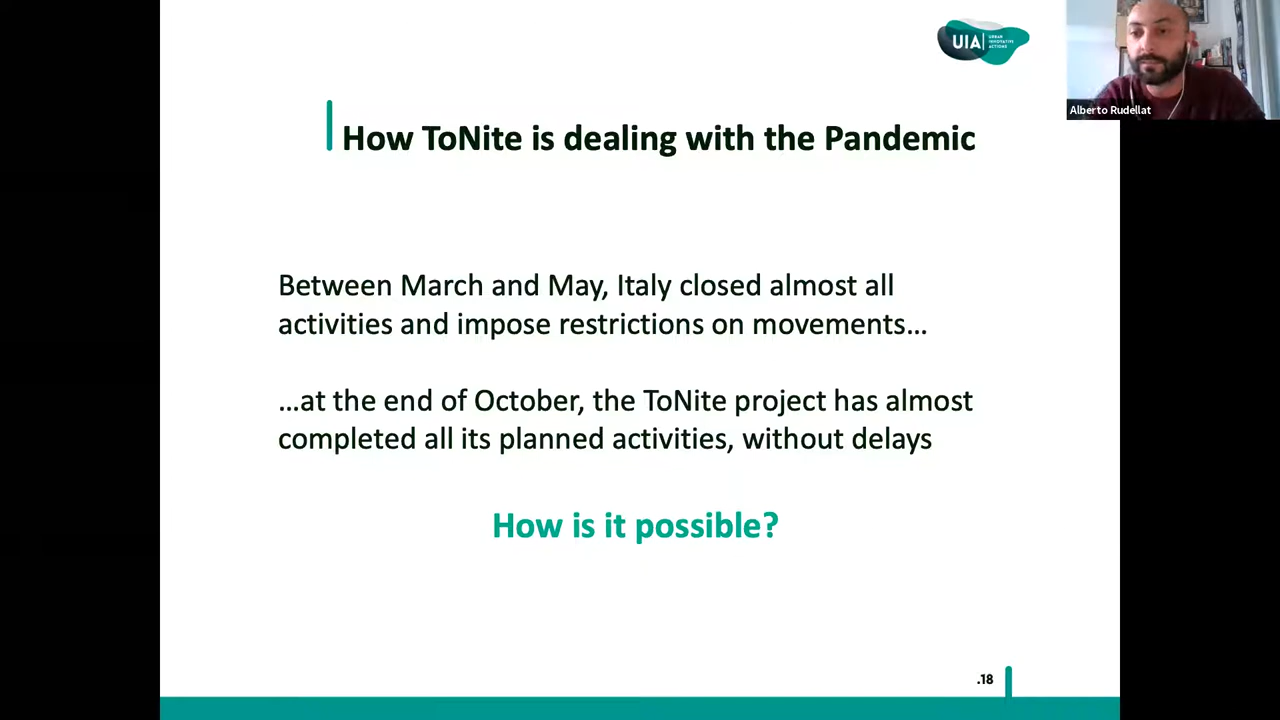 UIA
URBAN
INNOVATIVE
ACTIONS
Alberto Rudellat
How ToNite is dealing with the Pandemic
Between March and May, Italy closed almost all
activities and impose restrictions on movements…
…at the end of October, the ToNite project has almost
completed all its planned activities, without delays
How is it possible?
.18